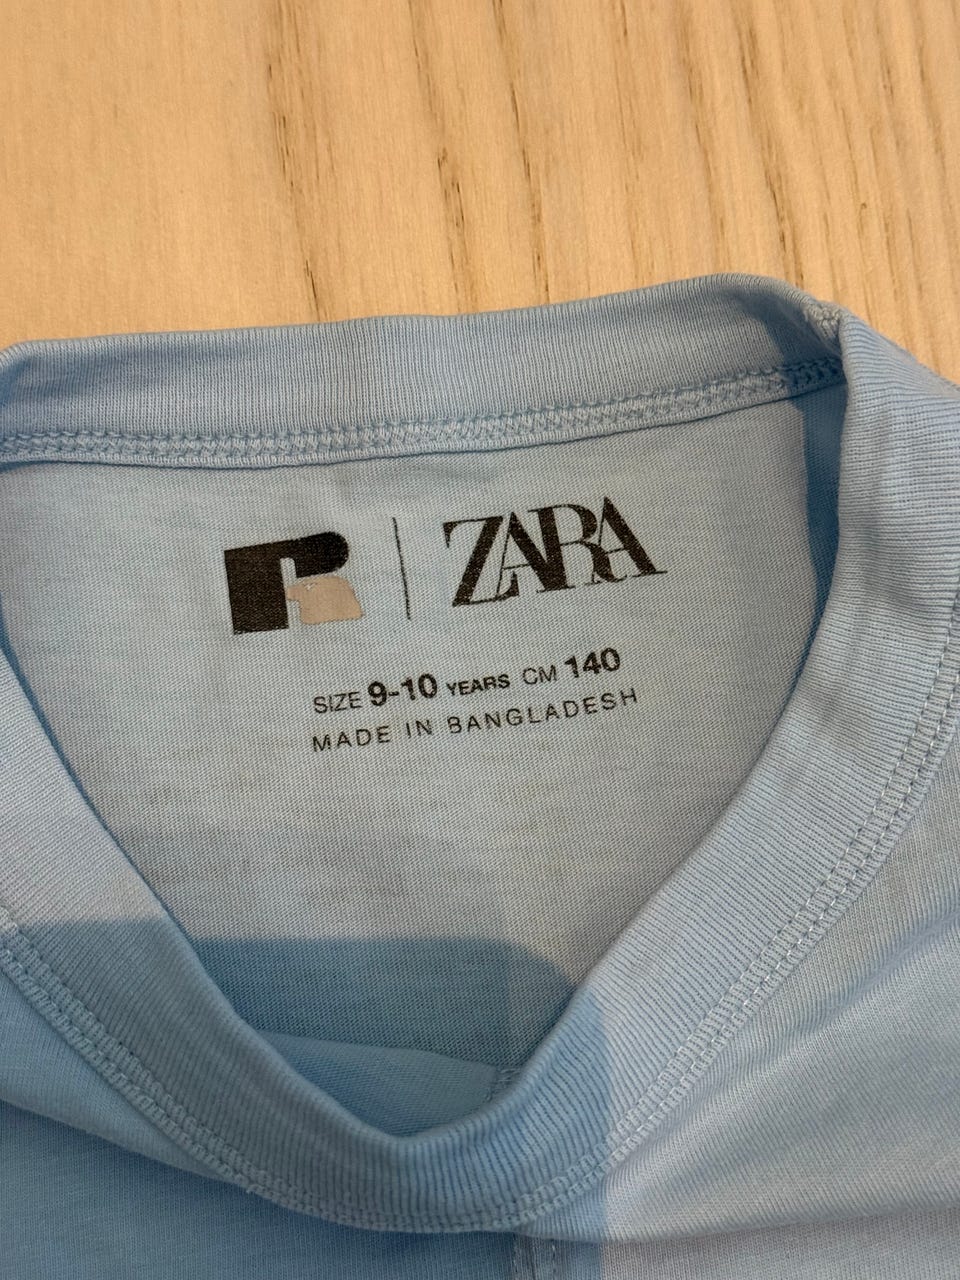 R | ZARA
SIZE 9-10 YEARS CM 140
MADE IN BANGLADESH